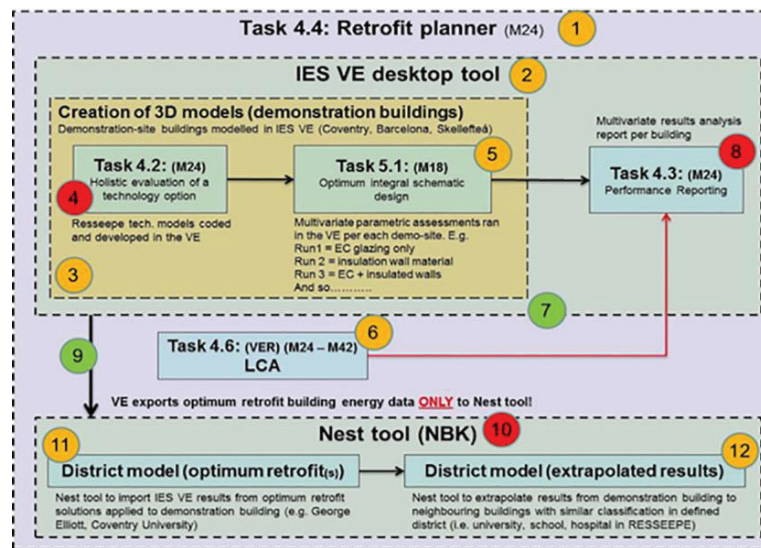 Task 4.4: Retrofit planner (M24) 1
IES VE desktop tool 2
Creation of 3D models (demonstration buildings)
Demonstration-site buildings modelled in IES VE (Coventry, Barcelona, Skellefteå)
Multivariate results analysis
report per building
Task 4.2: (M24)
Holistic evaluation of a
technology option
4
Resseepe tech. models coded
and developed in the VE
3
Task 5.1: (M18)
Optimum integral schematic
design
5
Multivariate parametric assessments ran
in the VE per each demo-site. E.g.
Run1 = EC glazing only
Run 2 = insulation wall material
Run 3 = EC + insulated walls
And so………..
Task 4.3: (M24)
Performance Reporting
8
7
9
Task 4.6: (VER) (M24 – M42)
LCA
6
VE exports optimum retrofit building energy data ONLY to Nest tool!
Nest tool (NBK) 10
11
District model (optimum retrofit(s))
Nest tool to import IES VE results from optimum retrofit
solutions applied to demonstration building (e.g. George
Elliott, Coventry University)
12
District model (extrapolated results)
Nest tool to extrapolate results from demonstration building to
neighbouring buildings with similar classification in defined
district (i.e. university, school, hospital in RESSEEPE)